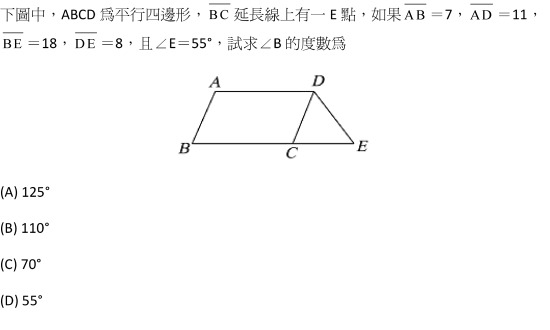 下圖中，ABCD 為平行四邊形，BC 延長線上有一 E 點，如果 AB＝7，AD＝11，
BE＝18，DE＝8，且∠E＝55°，試求∠B 的度數為
A
D
B
C
E
(A) 125°
(B) 110°
(C) 70°
(D) 55°